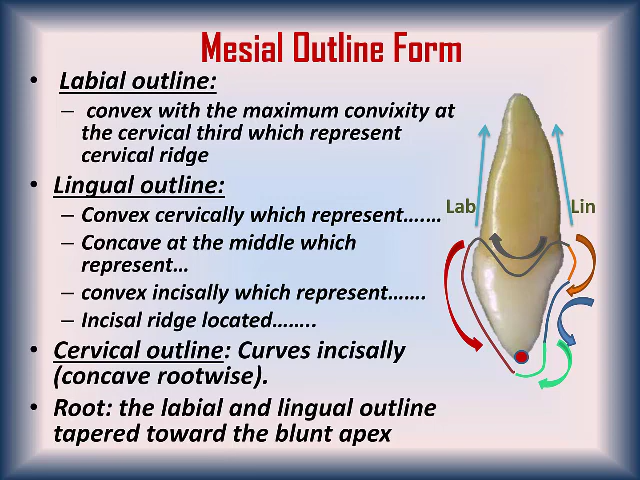 Mesial Outline Form
• Labial outline:
– convex with the maximum convixity at
the cervical third which represent
cervical ridge
• Lingual outline:
– Convex cervically which represent…….…
– Concave at the middle which
represent…
– convex incisally which represent…….
– Incisal ridge located……..
• Cervical outline: Curves incisally
(concave rootwise).
• Root: the labial and lingual outline
tapered toward the blunt apex
Lab
Lin